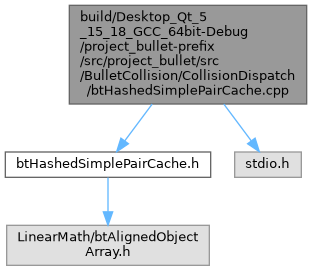 build/Desktop_Qt_5
_15_18_GCC_64bit-Debug
/project_bullet-prefix
/src/project_bullet/src
/BulletCollision/CollisionDispatch
/btHashedSimplePairCache.cpp
btHashedSimplePairCache.h
stdio.h
LinearMath/btAlignedObject
Array.h